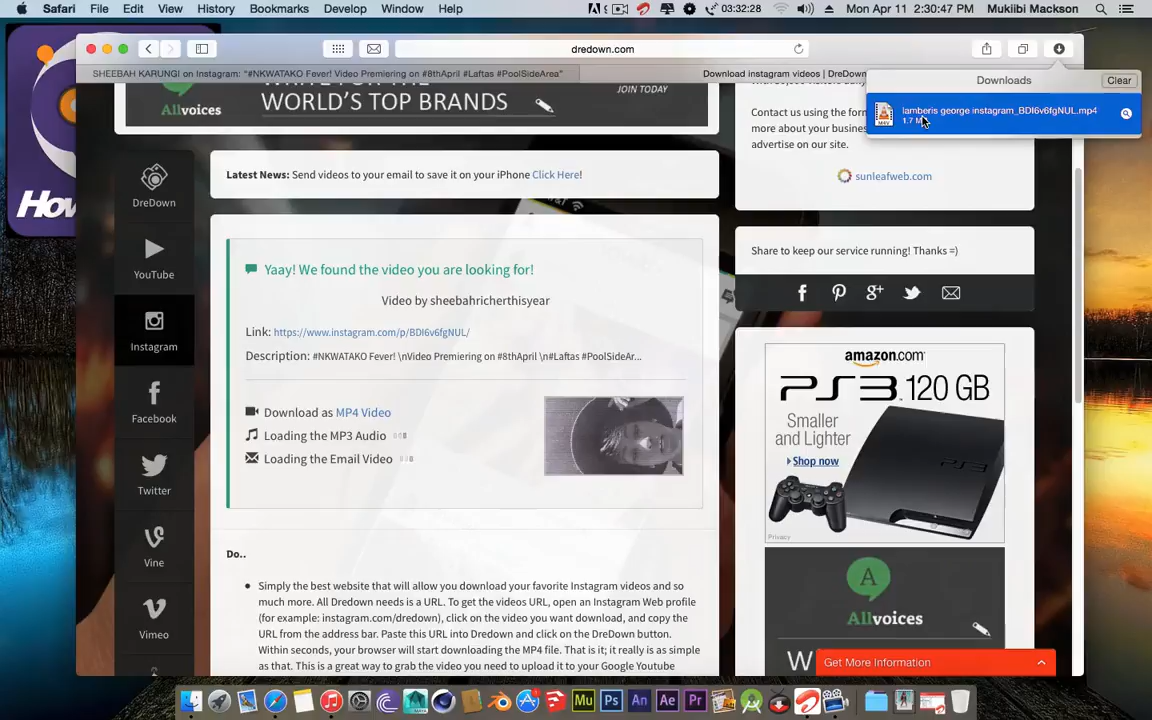 Safari File Edit View History Bookmarks Develop Window Help 03:32:28 Mon Apr 11 2:30:47 PM Mukiibi Mackson
dredown.com
SHEEBAH KARUNGI on Instagram: "#NKWATAKO Fever! Video Premiering on #8thApril #Laftas #PoolSideArea"
Download instagram videos | DreDown
Downloads
Clear
lamberis george instagram_BDI6v6fgNUL.mp4
1.7 M
How
Allvoices
WRITE FOR THE
WORLD'S TOP BRANDS
JOIN TODAY
Contact us using the form
more about your business
advertise on our site.
sunleafweb.com
DreDown
YouTube
Instagram
Facebook
Twitter
Vine
Vimeo
Latest News: Send videos to your email to save it on your iPhone Click Here!
Yaay! We found the video you are looking for!
Video by sheebahricherthisyear
Link: https://www.instagram.com/p/BDI6v6fgNUL/
Description: #NKWATAKO Fever! \nVideo Premiering on #8thApril \n#Laftas #PoolSideAr...
Download as MP4 Video
Loading the MP3 Audio
Loading the Email Video
Do..
Simply the best website that will allow you download your favorite Instagram videos and so
much more. All Dredown needs is a URL. To get the videos URL, open an Instagram Web profile
(for example: instagram.com/dredown), click on the video you want download, and copy the
URL from the address bar. Paste this URL into Dredown and click on the DreDown button.
Within seconds, your browser will start downloading the MP4 file. That is it; it really is as simple
as that. This is a great way to grab the video you need to upload it to your Google Youtube
Share to keep our service running! Thanks =)
amazon.com
PS3 120 GB
Smaller
and Lighter
Shop now
Privacy
A
Allvoices
W
Get More Information
Mu Ps An Ae Pr